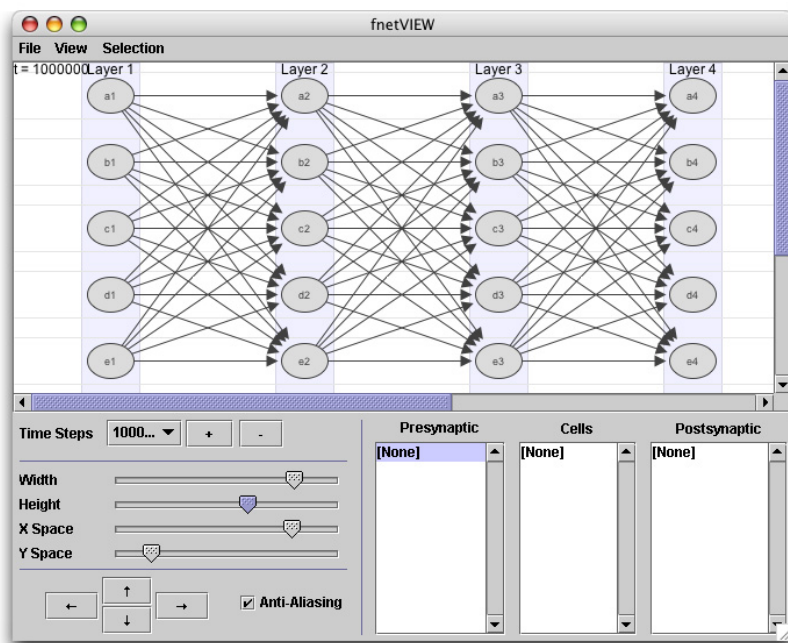 fnetVIEW
File View Selection
t = 1000000 Layer 1 Layer 2 Layer 3 Layer 4
a1 a2 a3 a4
b1 b2 b3 b4
c1 c2 c3 c4
d1 d2 d3 d4
e1 e2 e3 e4
Time Steps 1000... + -
Width
Height
X Space
Y Space
← ↑ ↓ → Anti-Aliasing
Presynaptic Cells Postsynaptic
[None] [None] [None]